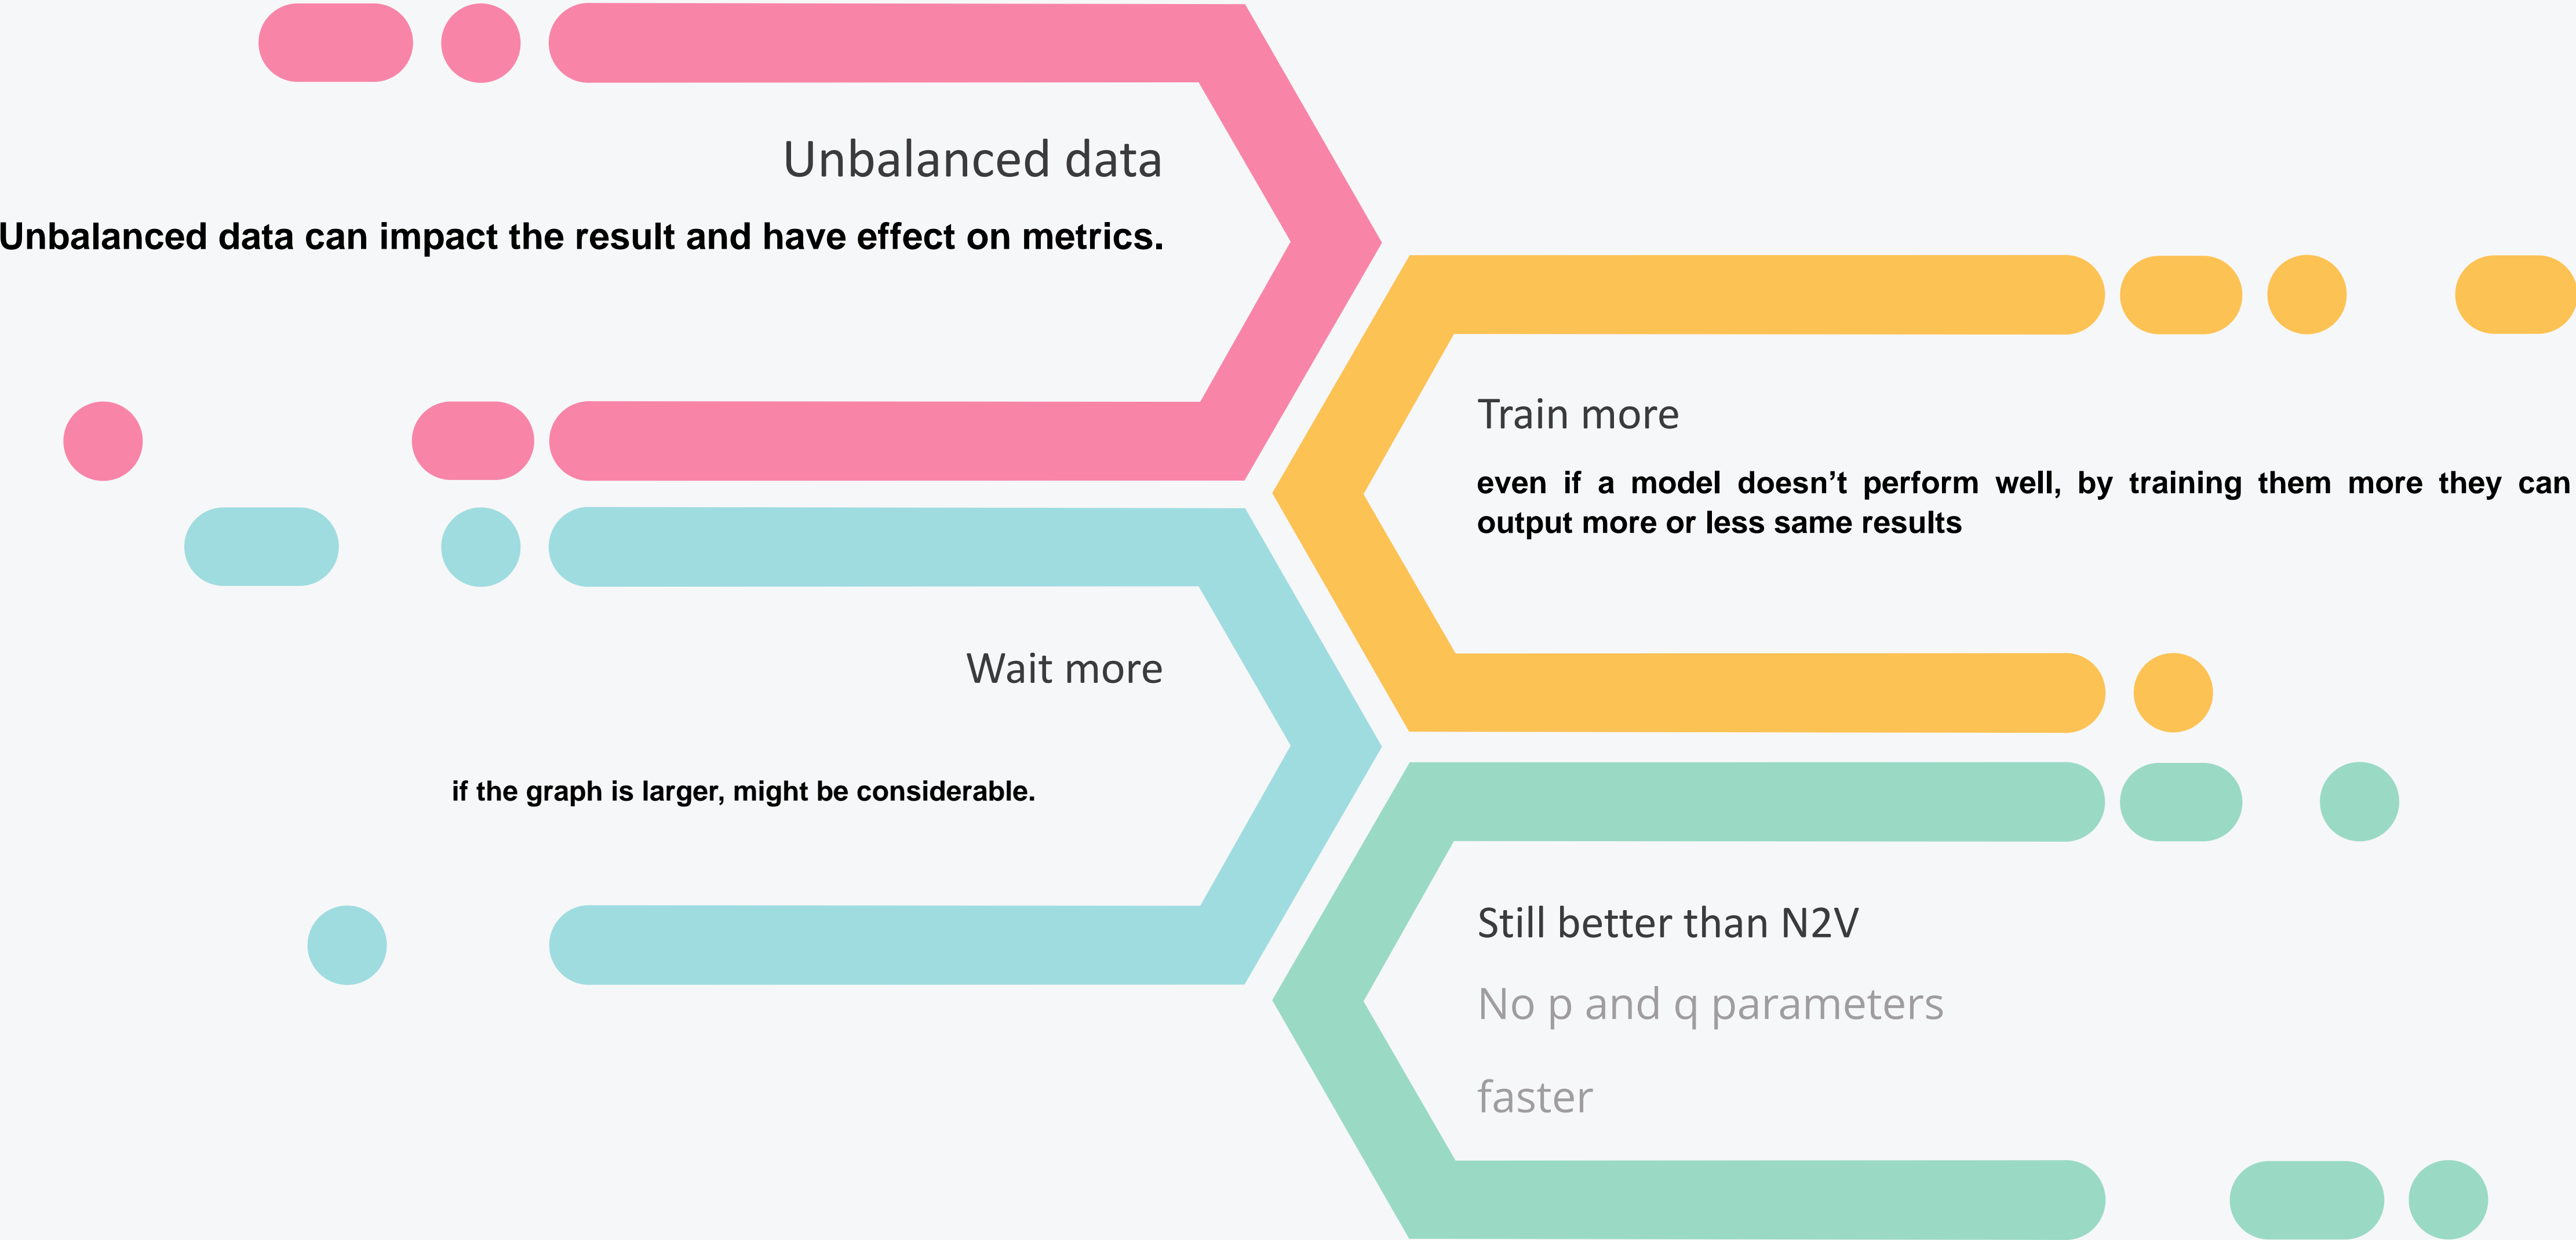 Unbalanced data
Unbalanced data can impact the result and have effect on metrics.
Train more
even if a model doesn’t perform well, by training them more they can
output more or less same results
Wait more
if the graph is larger, might be considerable.
Still better than N2V
No p and q parameters
faster